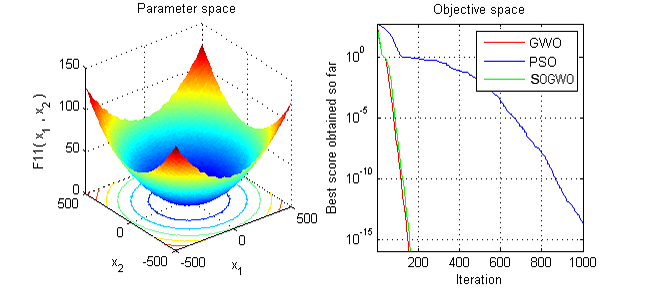 Parameter space
150
100
50
0
500
0
-500
-500
0
500
F11( x1 , x2 )
x2
x1
Objective space
10^0
10^-5
10^-10
10^-15
200
400
600
800
1000
Best score obtained so far
Iteration
GWO
PSO
SOGWO